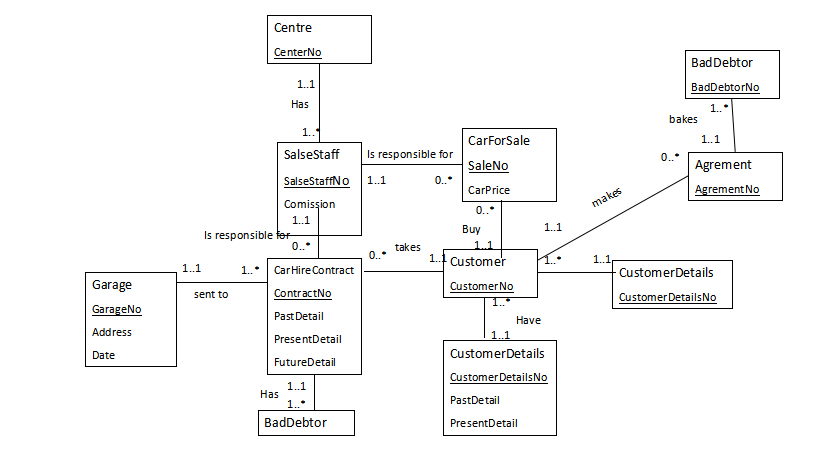 Centre
CenterNo
1..1
Has
1..*
BadDebtor
BadDebtorNo
1..*
bakes
1..1
SalseStaff
SalseStaffNo
Comission
1..1
Is responsible for
1..1
0..*
CarForSale
SaleNo
CarPrice
0..*
Buy
1..1
0..*
Agrement
AgrementNo
makes
1..1
Is responsible for
0..*
0..*
takes
1..1
Customer
CustomerNo
1..*
1..1
CustomerDetails
CustomerDetailsNo
Garage
GarageNo
Address
Date
1..1
1..*
sent to
CarHireContract
ContractNo
PastDetail
PresentDetail
FutureDetail
1..*
Have
1..1
CustomerDetails
CustomerDetailsNo
PastDetail
PresentDetail
Has
1..1
1..*
BadDebtor